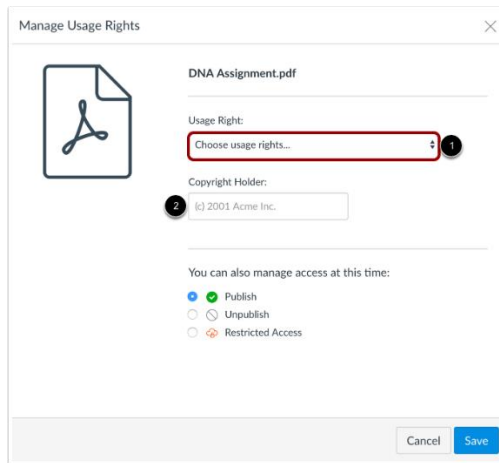 Manage Usage Rights
DNA Assignment.pdf
Usage Right:
Choose usage rights...
1
Copyright Holder:
2
(c) 2001 Acme Inc.
You can also manage access at this time:
Publish
Unpublish
Restricted Access
Cancel
Save